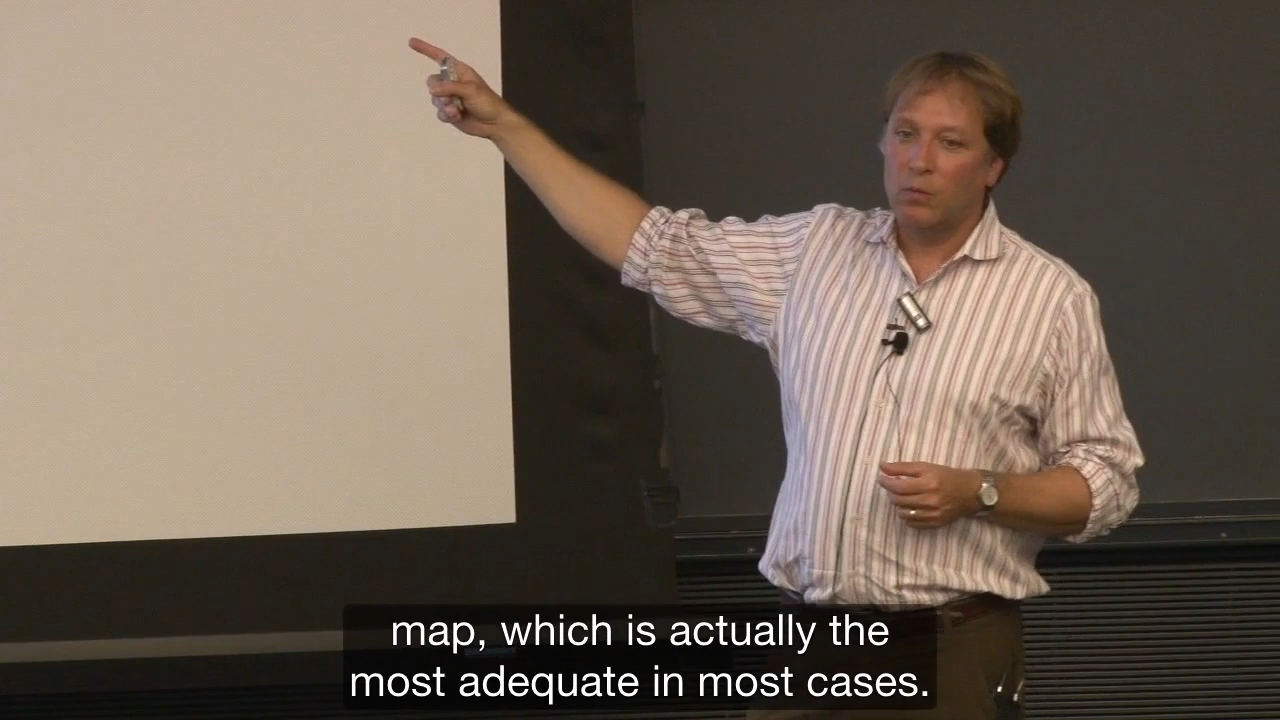 map, which is actually the
most adequate in most cases.